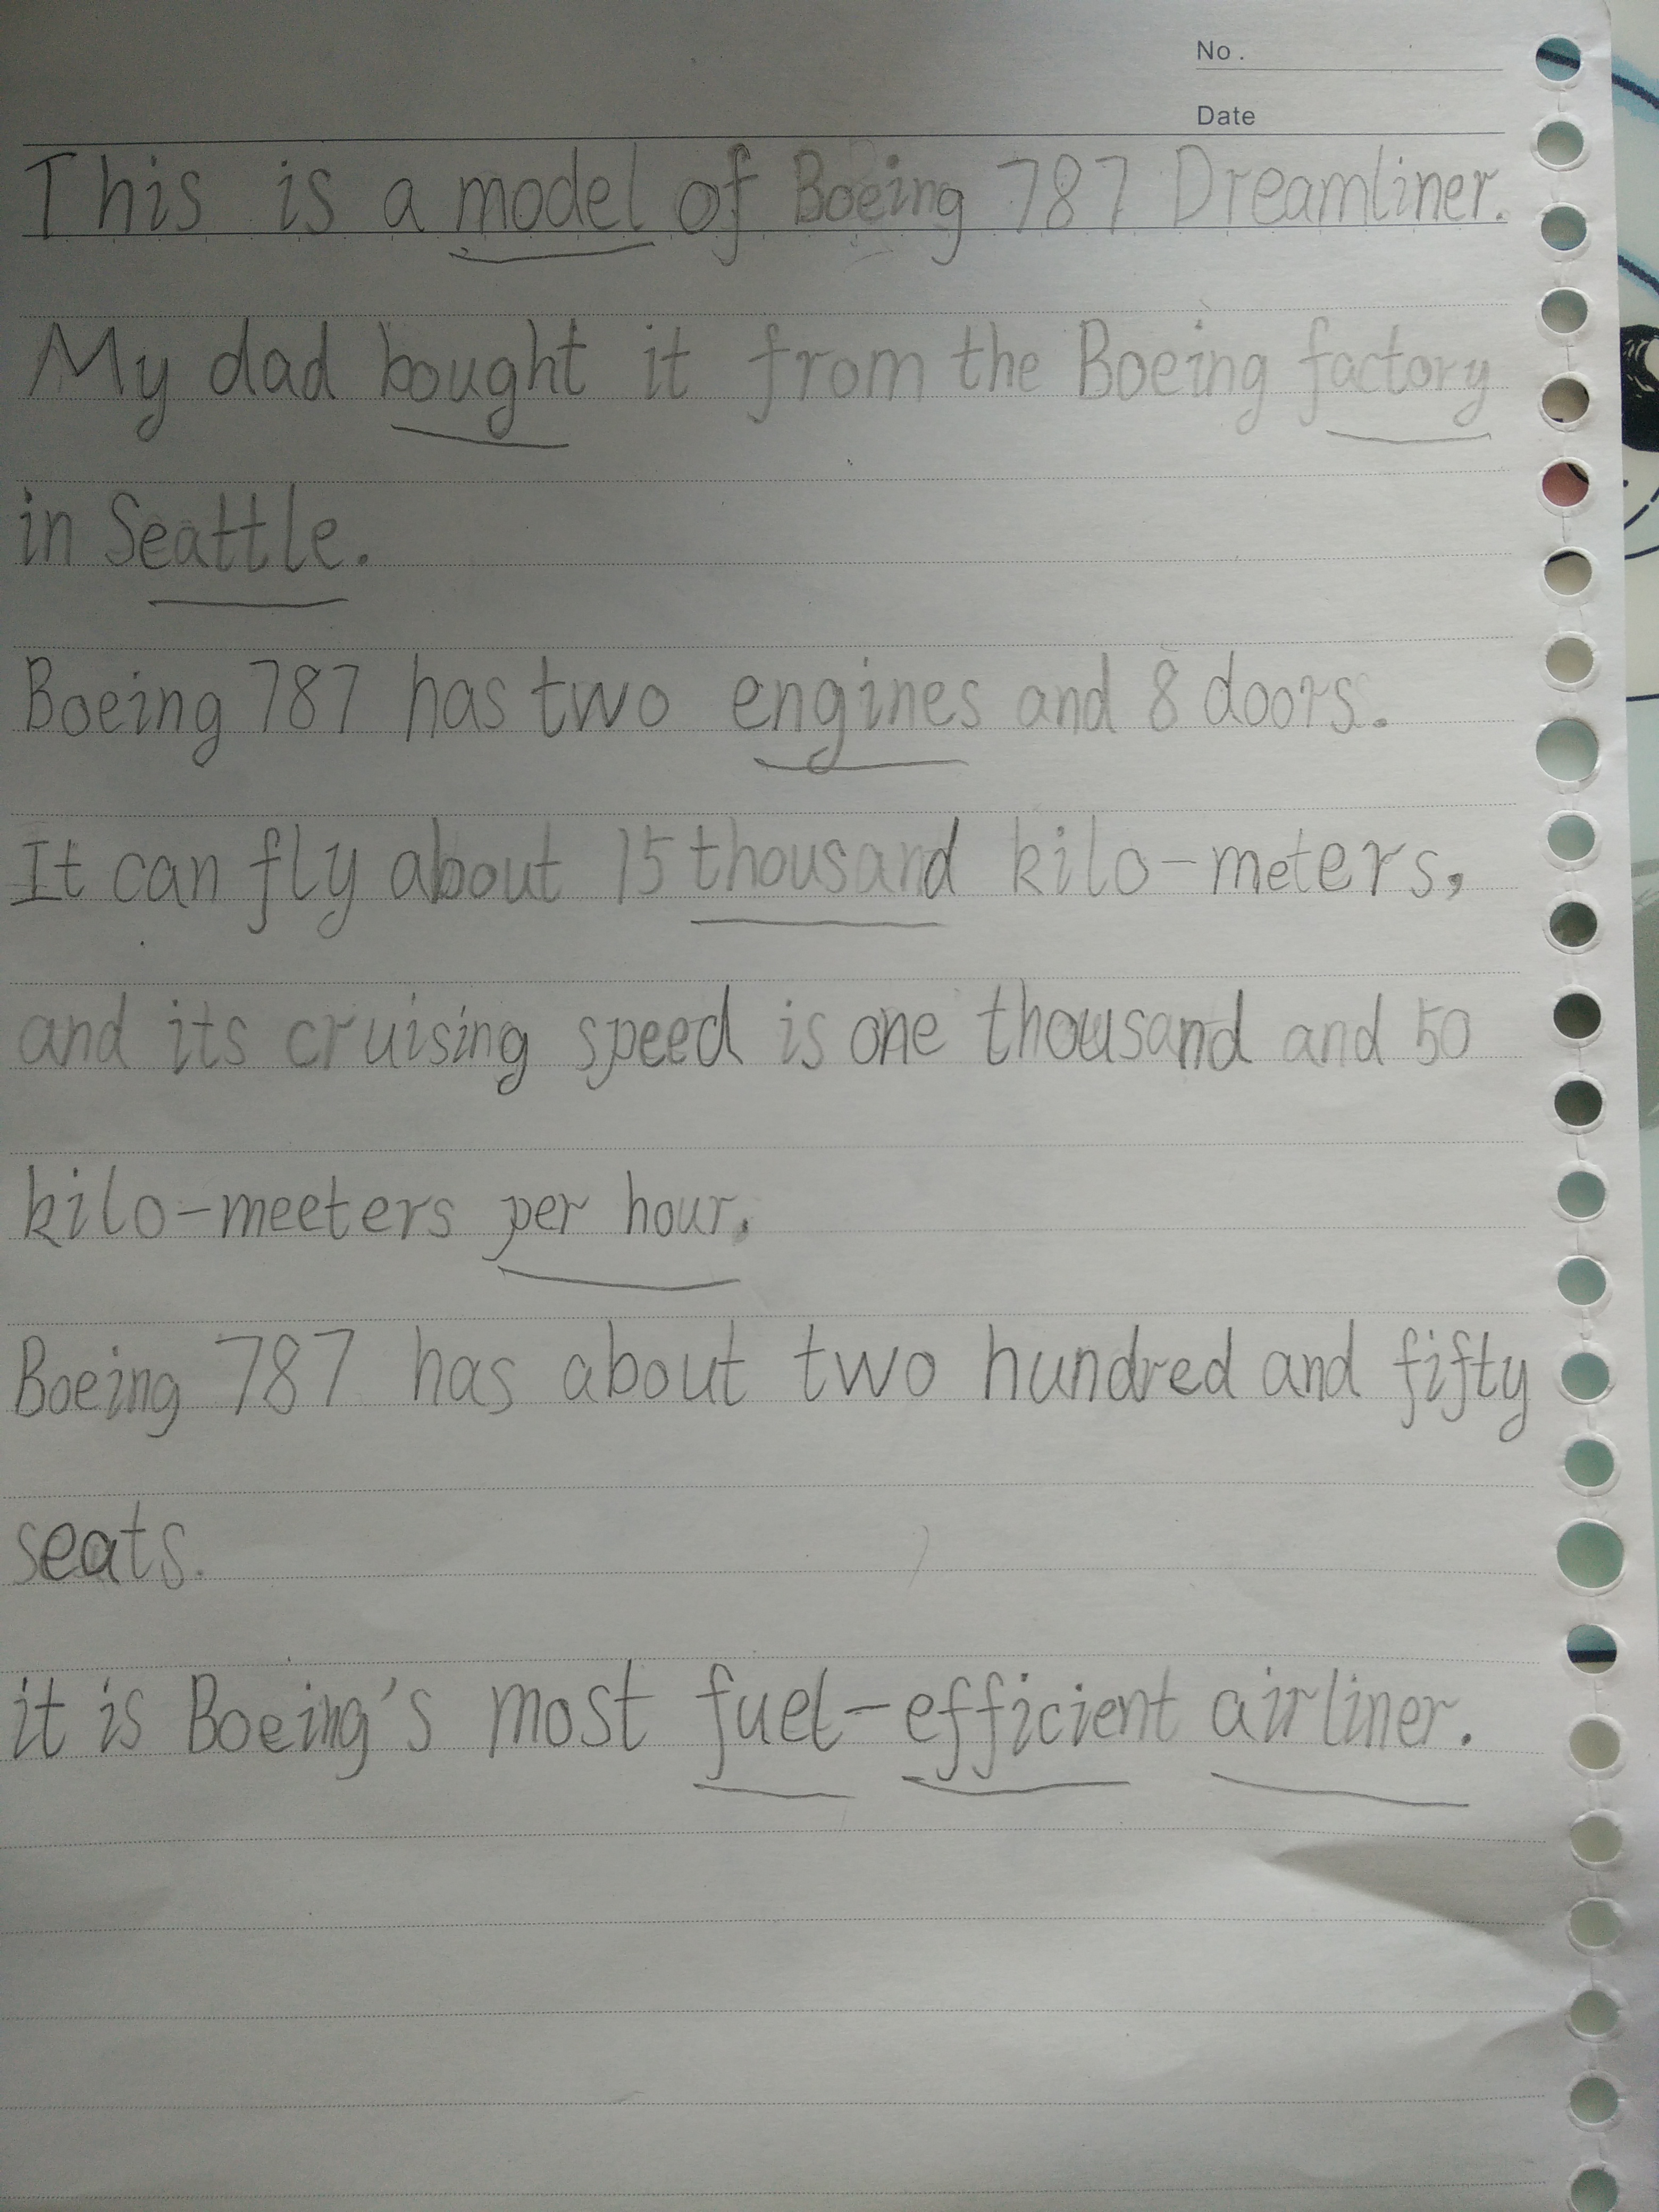 No.
Date
This is a model of Boeing 787 Dreamliner.
My dad bought it from the Boeing factory
in Seattle.
Boeing 787 has two engines and 8 doors.
It can fly about 15 thousand kilo-meters,
and its cruising speed is one thousand and 50
kilo-meeters per hour.
Boeing 787 has about two hundred and fifty
seats.
it is Boeing's most fuel-efficient airliner.